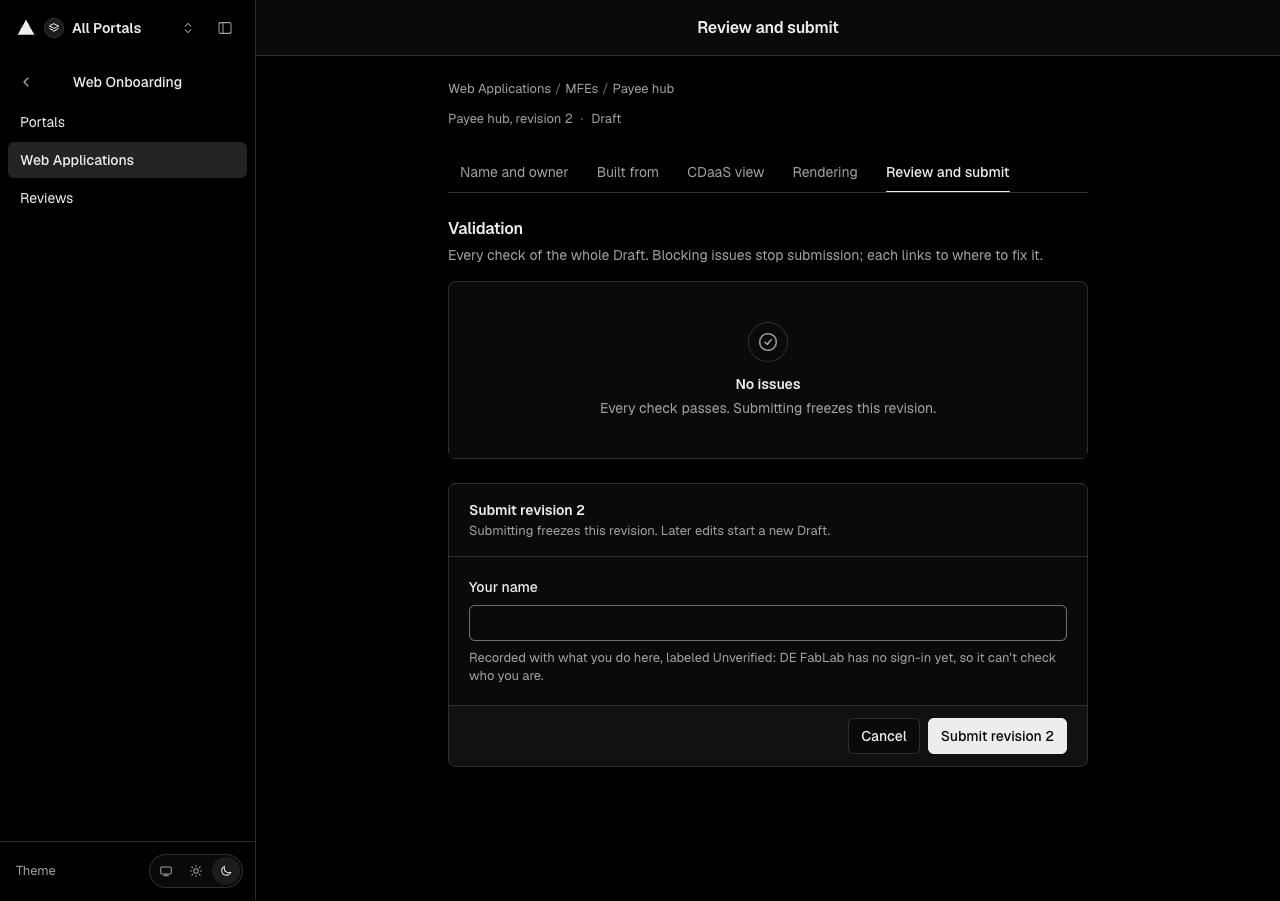 All Portals
Review and submit
Web Onboarding
Portals
Web Applications
Reviews
Web Applications / MFEs / Payee hub
Payee hub, revision 2 · Draft
Name and owner
Built from
CDaaS view
Rendering
Review and submit
Validation
Every check of the whole Draft. Blocking issues stop submission; each links to where to fix it.
No issues
Every check passes. Submitting freezes this revision.
Submit revision 2
Submitting freezes this revision. Later edits start a new Draft.
Your name
Recorded with what you do here, labeled Unverified: DE FabLab has no sign-in yet, so it can't check
who you are.
Cancel
Submit revision 2
Theme